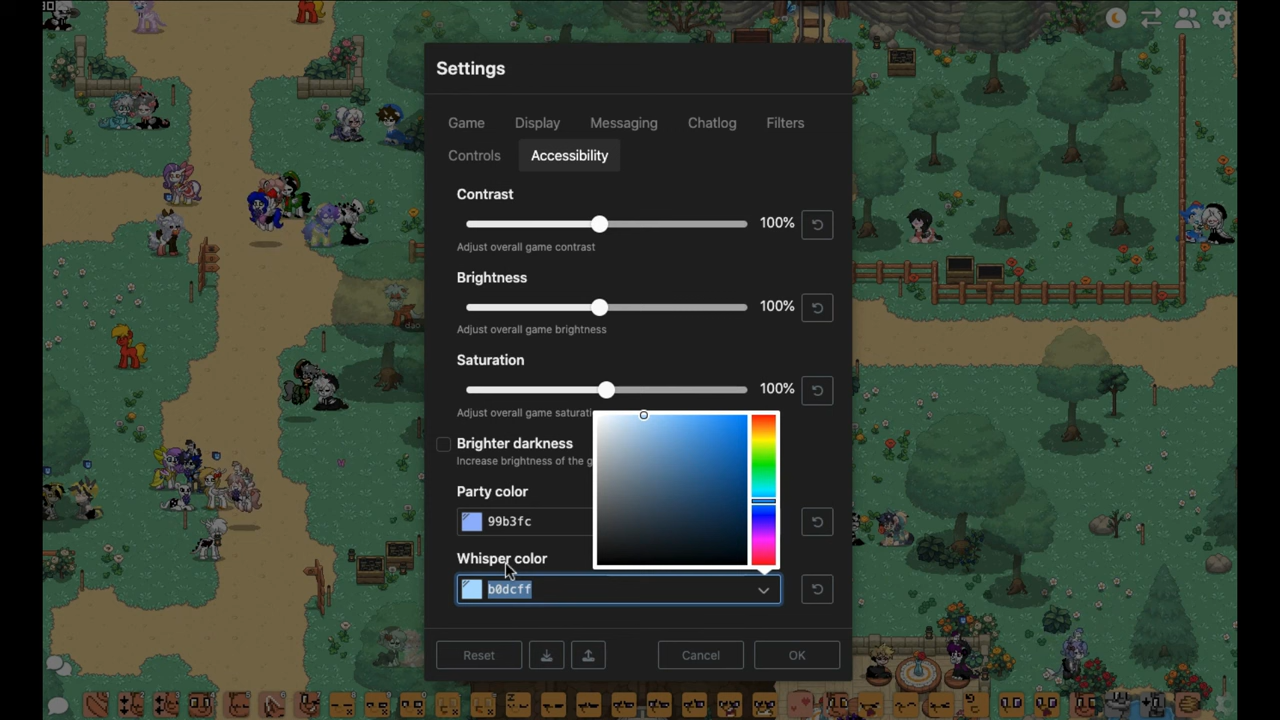 Settings
Game Display Messaging Chatlog Filters
Controls Accessibility
Contrast
100%
Adjust overall game contrast
Brightness
100%
Adjust overall game brightness
Saturation
100%
Adjust overall game saturati
Brighter darkness
Increase brightness of the g
Party color
99b3fc
Whisper color
b0dcff
Reset Cancel OK